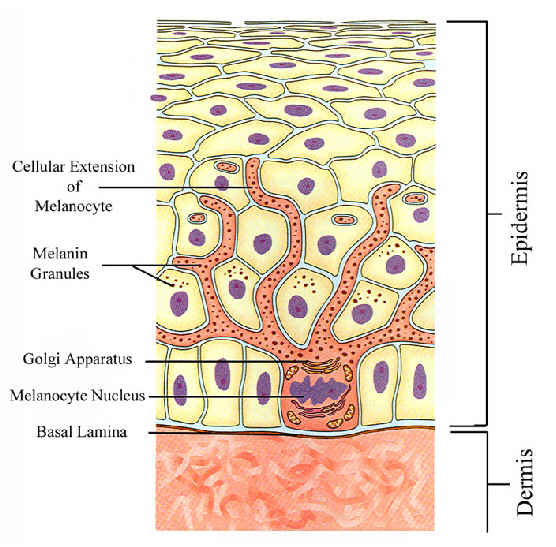 Cellular Extension
of
Melanocyte
Melanin
Granules
Golgi Apparatus
Melanocyte Nucleus
Basal Lamina
Epidermis
Dermis